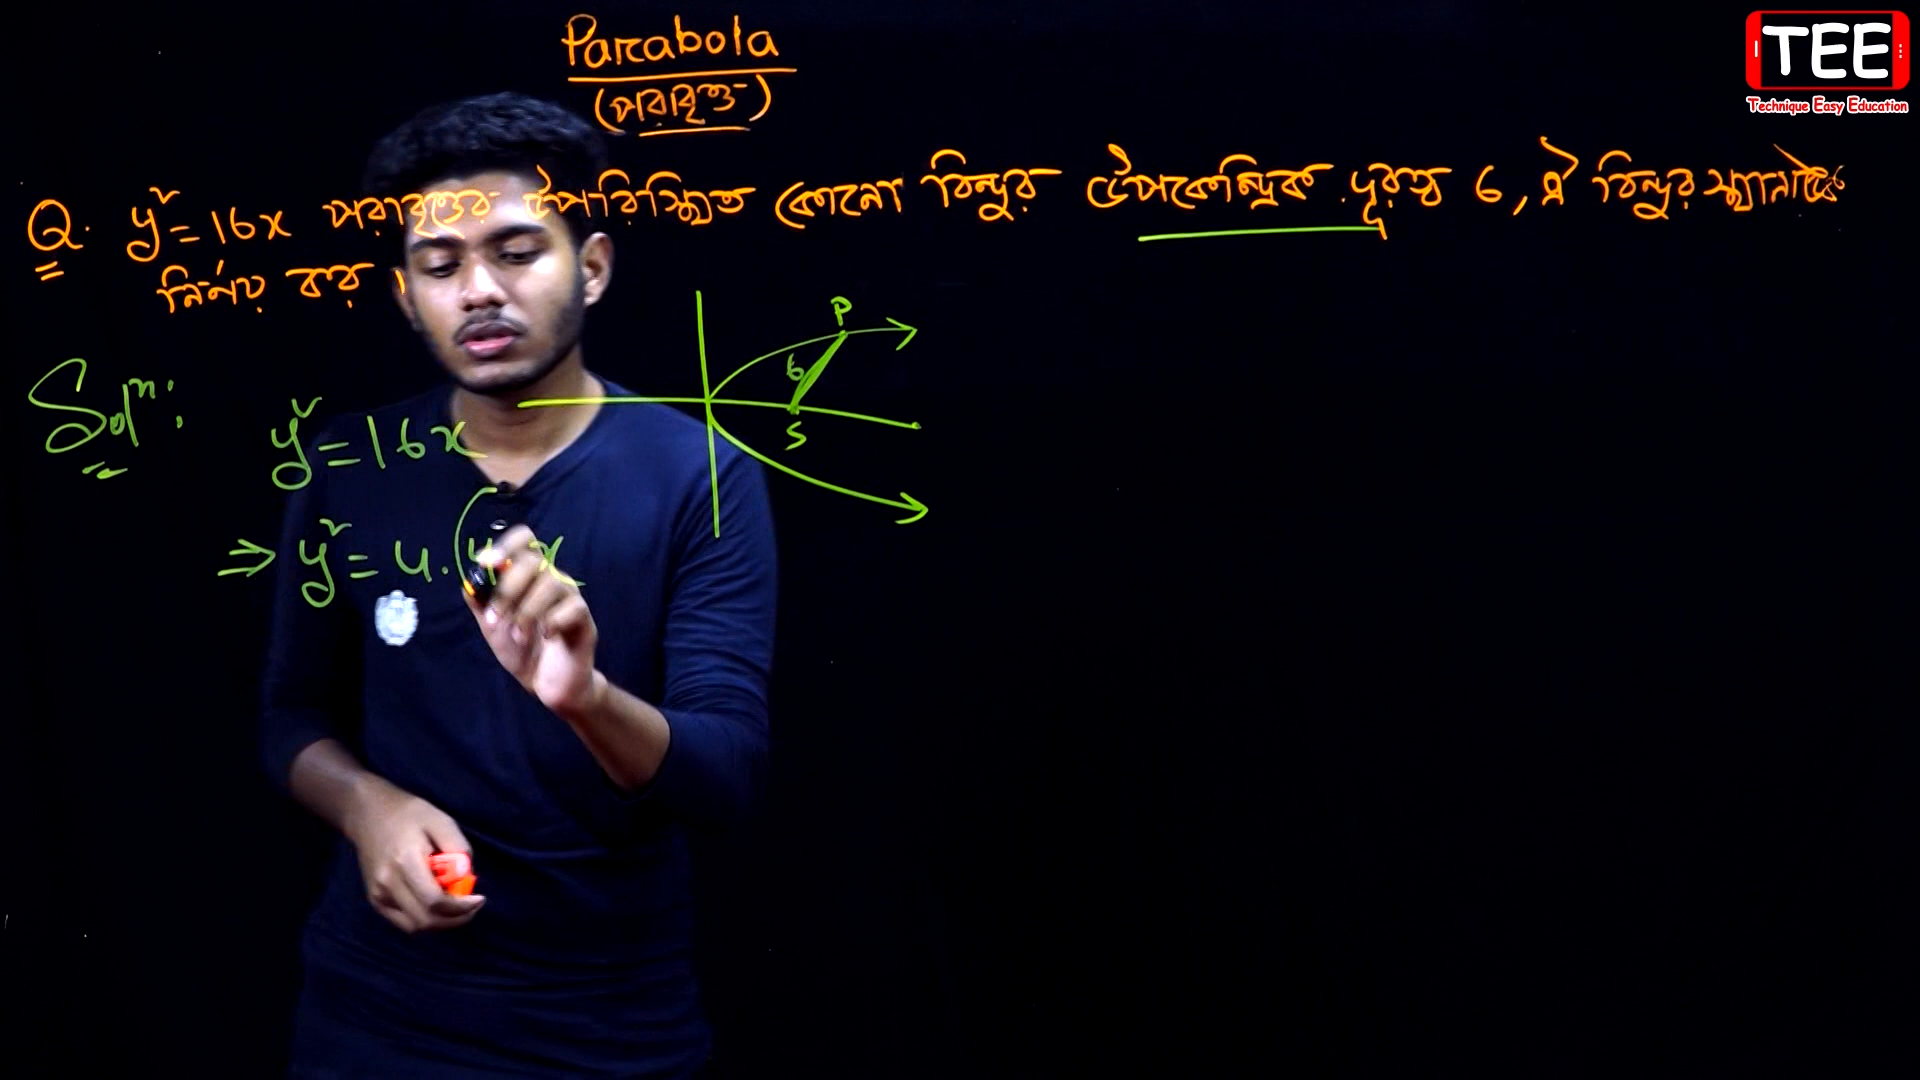 Parabola
(পরাবৃত্ত)
TEE
Technique Easy Education
Q. y² = 16x পরাবৃত্তের উপরিস্থিত কোনো বিন্দুর উপকেন্দ্রিক দূরত্ব 6, ঐ বিন্দুর স্থানাঙ্ক
নির্ণয় কর।
P
6
S
Solⁿ:
y² = 16x
⇒ y² = 4.(4 x